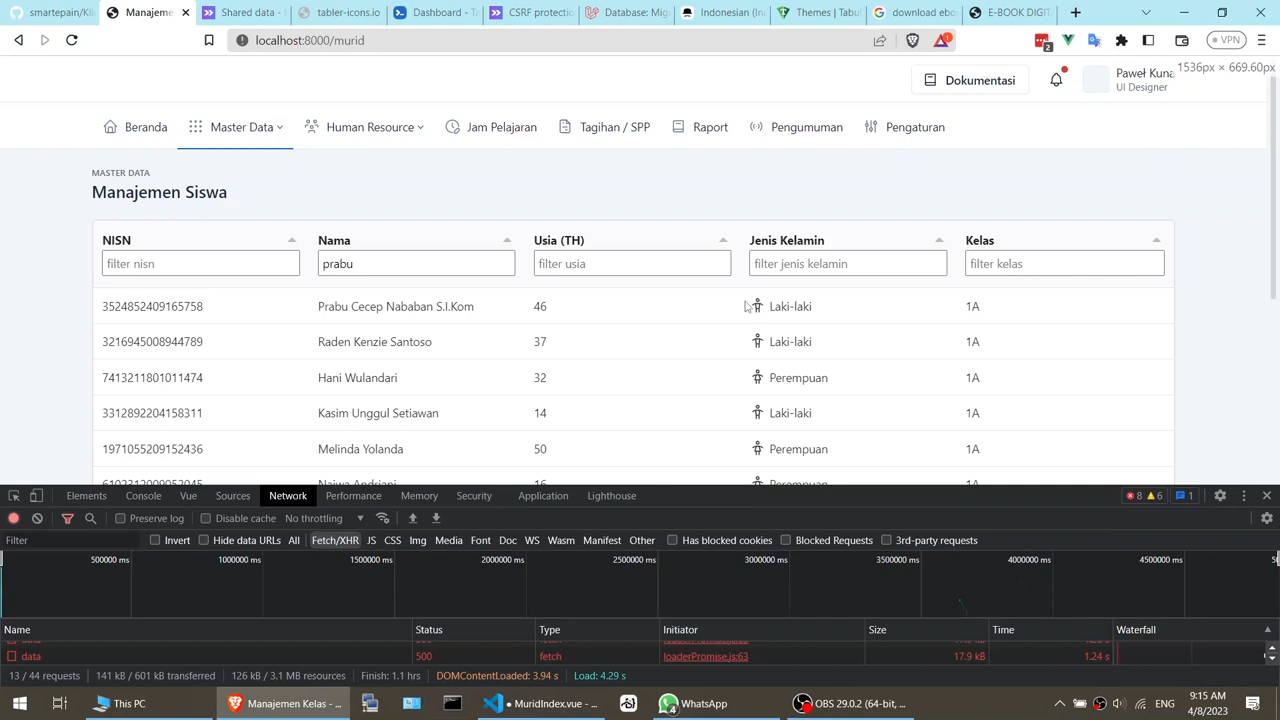 smartepain/Kl
Manajemen
Shared data -
tabler-icons.io
Dashboard - Ta
CSRF protectio
Database: Mig
Indonesian (In
Themes | Tabu
download ebo
E-BOOK DIGIT
localhost:8000/murid
1
2
VPN
1536px × 669.60px
Dokumentasi
Paweł Kuna
UI Designer
Beranda
Master Data
Human Resource
Jam Pelajaran
Tagihan / SPP
Raport
Pengumuman
Pengaturan
MASTER DATA
Manajemen Siswa
NISN Nama Usia (TH) Jenis Kelamin Kelas
filter nisn prabu filter usia filter jenis kelamin filter kelas
3524852409165758 Prabu Cecep Nababan S.I.Kom 46 Laki-laki 1A
3216945008944789 Raden Kenzie Santoso 37 Laki-laki 1A
7413211801011474 Hani Wulandari 32 Perempuan 1A
3312892204158311 Kasim Unggul Setiawan 14 Laki-laki 1A
1971055209152436 Melinda Yolanda 50 Perempuan 1A
Elements Console Vue Sources Network Performance Memory Security Application Lighthouse 8 6 1
Preserve log Disable cache No throttling
Filter Invert Hide data URLs All Fetch/XHR JS CSS Img Media Font Doc WS Wasm Manifest Other Has blocked cookies Blocked Requests 3rd-party requests
500000 ms 1000000 ms 1500000 ms 2000000 ms 2500000 ms 3000000 ms 3500000 ms 4000000 ms 4500000 ms
Name Status Type Initiator Size Time Waterfall
data 500 fetch loaderPromise.js:63 17.9 kB 1.24 s
13 / 44 requests 141 kB / 601 kB transferred 126 kB / 3.1 MB resources Finish: 1.1 hrs DOMContentLoaded: 3.94 s Load: 4.29 s
This PC
Manajemen Kelas - ...
● MuridIndex.vue - ...
4
WhatsApp
OBS 29.0.2 (64-bit, ...
ENG
9:15 AM
4/8/2023